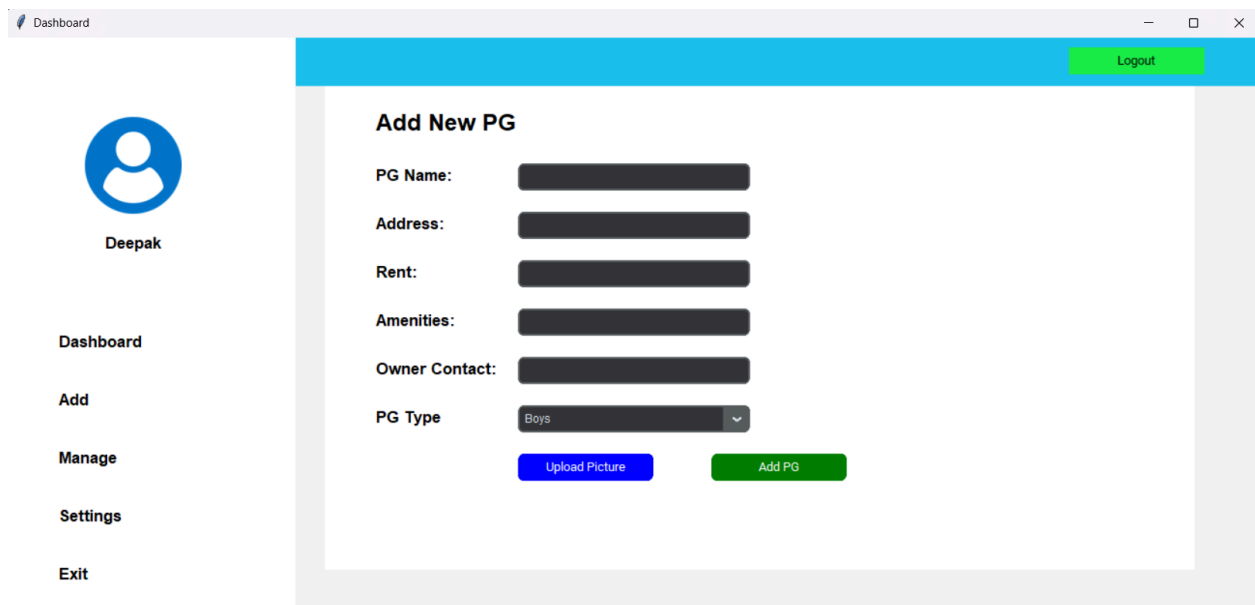 Dashboard
Logout
Deepak
Dashboard
Add
Manage
Settings
Exit
Add New PG
PG Name:
Address:
Rent:
Amenities:
Owner Contact:
PG Type Boys
Upload Picture Add PG